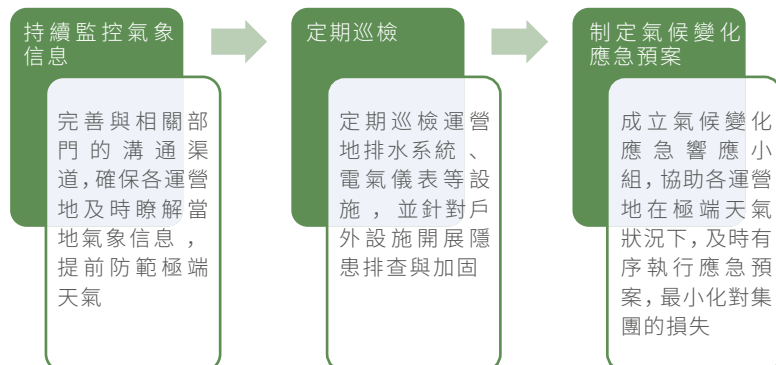 持續監控氣象
信息
完善與相關部
門的溝通渠
道，確保各運營
地及時瞭解當
地氣象信息，
提前防範極端
天氣
定期巡檢
定期巡檢運營
地排水系統、
電氣儀表等設
施，並針對戶
外設施開展隱
患排查與加固
制定氣候變化
應急預案
成立氣候變化
應急響應小
組，協助各運營
地在極端天氣
狀況下，及時有
序執行應急預
案，最小化對集
團的損失